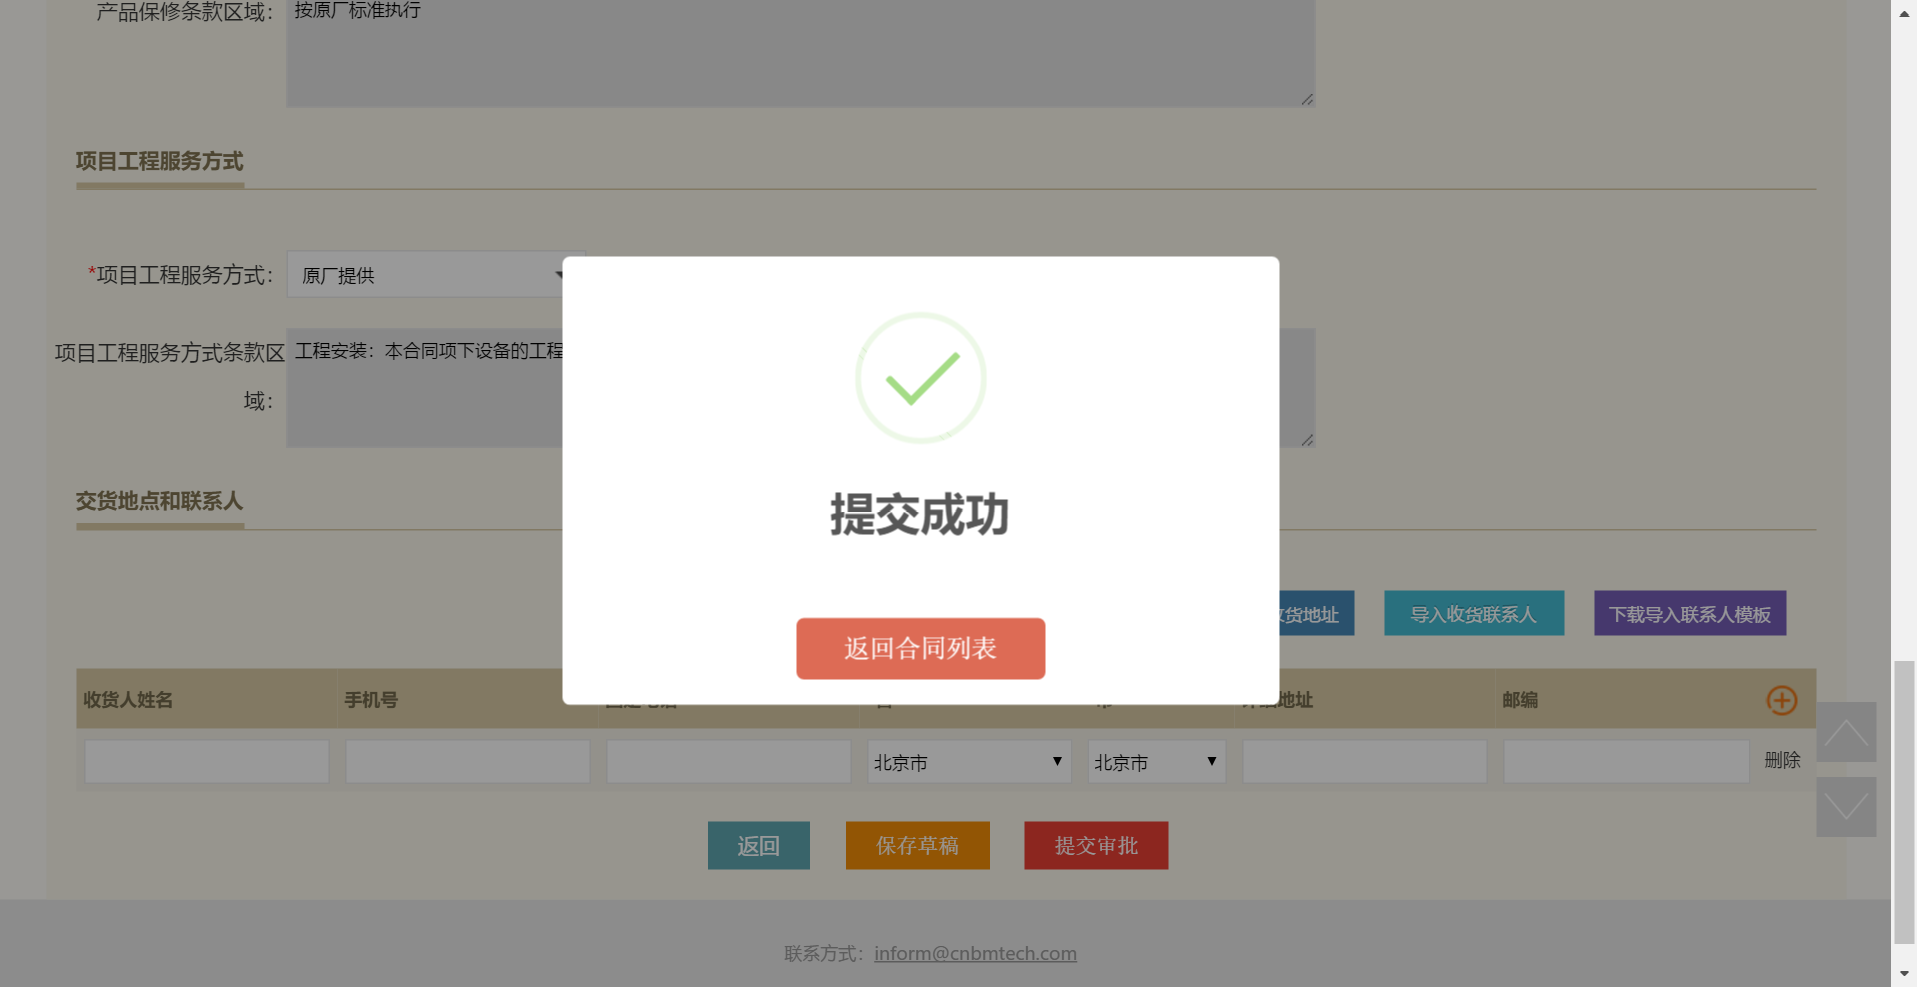 产品保修条款区域：
按原厂标准执行
项目工程服务方式
*项目工程服务方式：
原厂提供
项目工程服务方式条款区
域：
工程安装：本合同项下设备的工程
提交成功
返回合同列表
交货地点和联系人
货地址
导入收货联系人
下载导入联系人模板
收货人姓名
手机号
地址
邮编
北京市
北京市
删除
返回
保存草稿
提交审批
联系方式：inform@cnbmtech.com